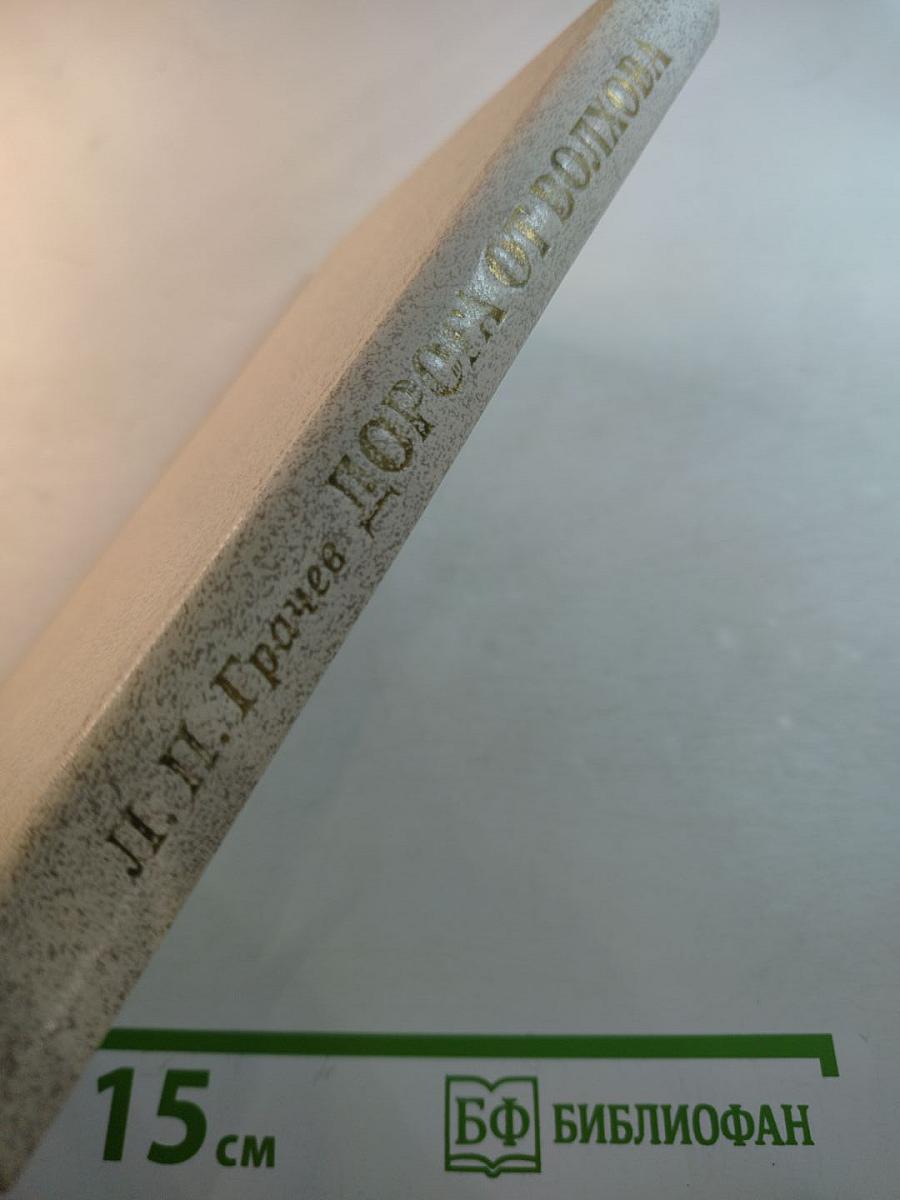 Л. П. Грачев ДОРОГА ОТ ВОЛХОВА
15 см
БФ БИБЛИОФАН